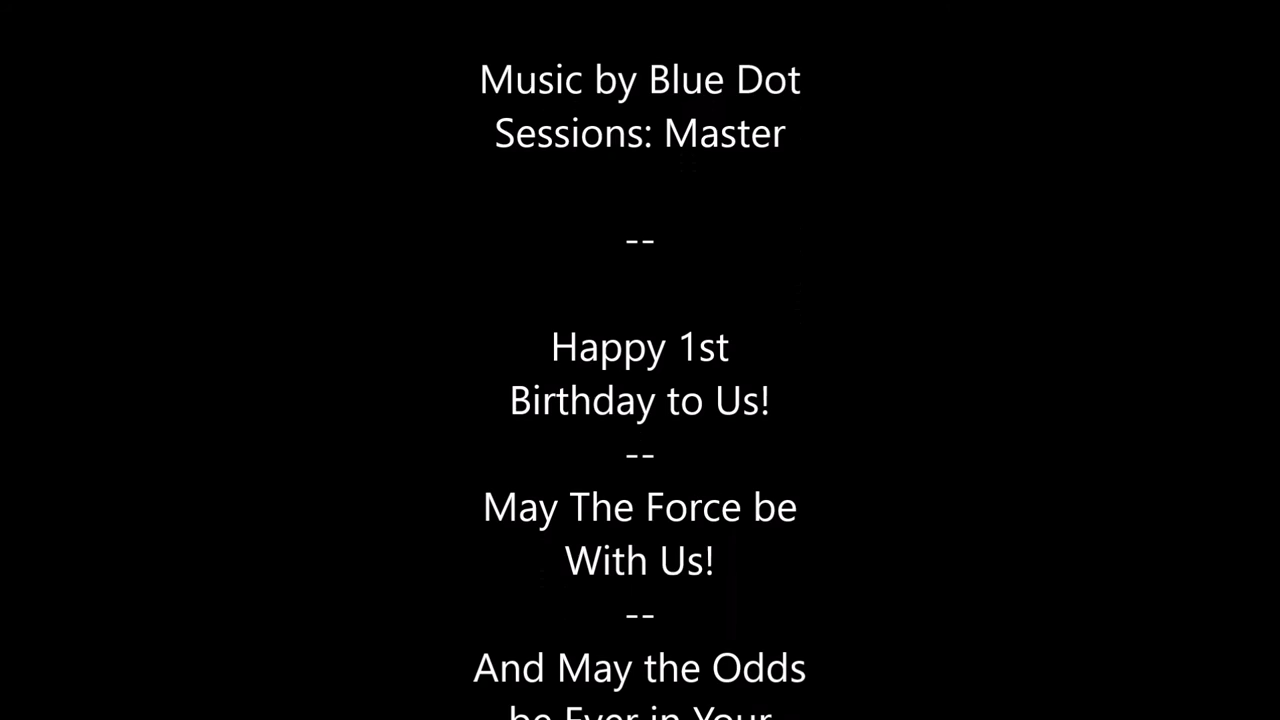 Music by Blue Dot
Sessions: Master
--
Happy 1st
Birthday to Us!
--
May The Force be
With Us!
--
And May the Odds
be Ever in Your